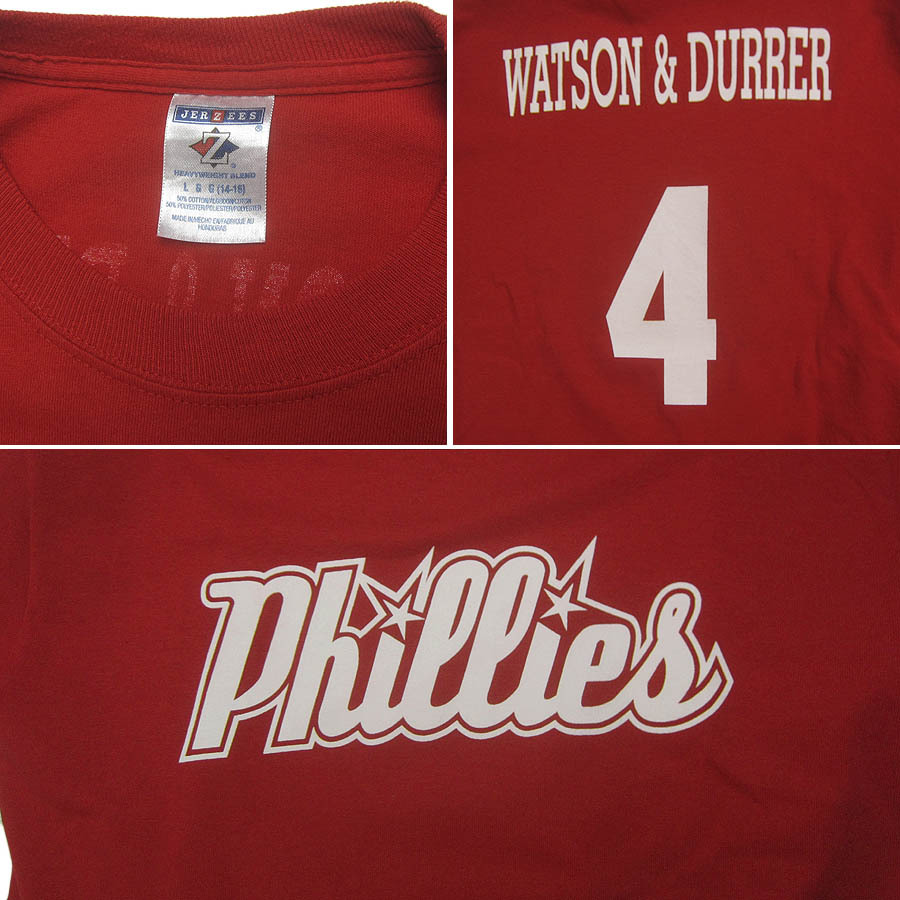 JERZEES
Z
HEAVYWEIGHT BLEND
L G G (14-16)
50% COTTON/ALGODON/COTON
50% POLYESTER/POLIESTER/POLYESTER
MADE IN/HECHO EN/FABRIQUE AU
HONDURAS
WATSON & DURRER
4
Phillies